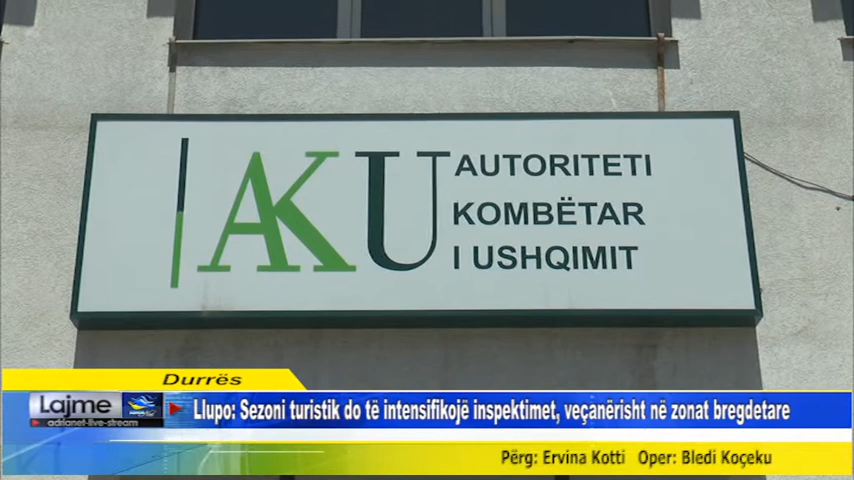 AKU
AUTORITETI
KOMBËTAR
I USHQIMIT
Durrës
Lajme
adrianet-live-stream
Llupo: Sezoni turistik do të intensifikojë inspektimet, veçanërisht në zonat bregdetare
Përg: Ervina Kotti Oper: Bledi Koçeku